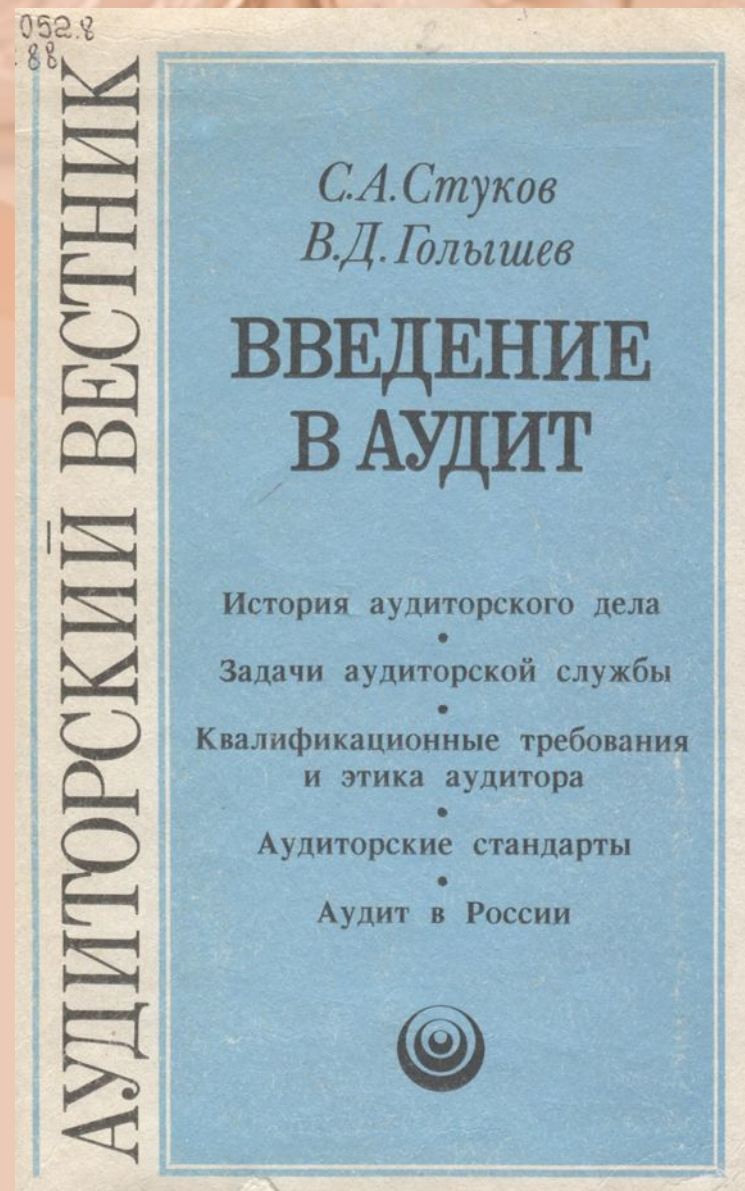 052.8
88
АУДИТОРСКИЙ ВЕСТНИК
С.А.Стуков
В.Д.Голышев
ВВЕДЕНИЕ
В АУДИТ
История аудиторского дела
•
Задачи аудиторской службы
•
Квалификационные требования
и этика аудитора
•
Аудиторские стандарты
•
Аудит в России